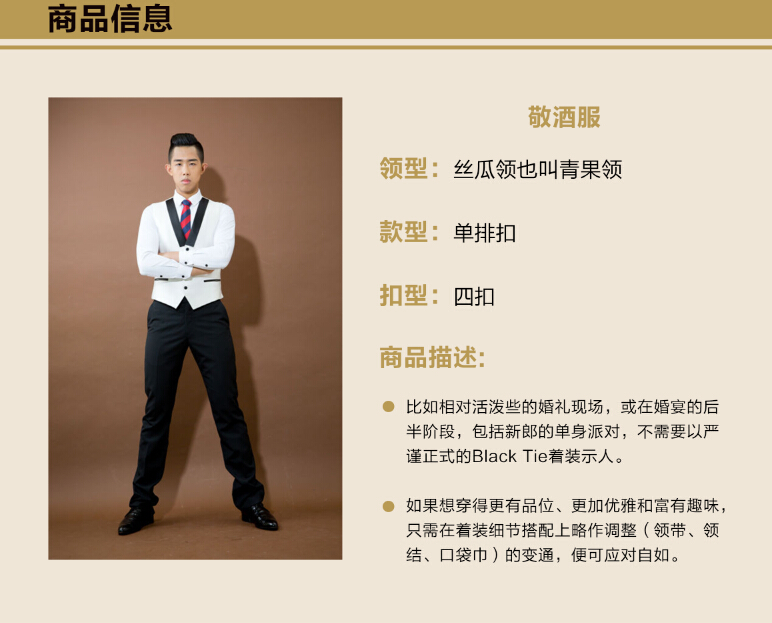 商品信息
敬酒服
领型：丝瓜领也叫青果领
款型：单排扣
扣型：四扣
商品描述:
比如相对活泼些的婚礼现场，或在婚宴的后
半阶段，包括新郎的单身派对，不需要以严
谨正式的Black Tie着装示人。
如果想穿得更有品位、更加优雅和富有趣味，
只需在着装细节搭配上略作调整（领带、领
结、口袋巾）的变通，便可应对自如。